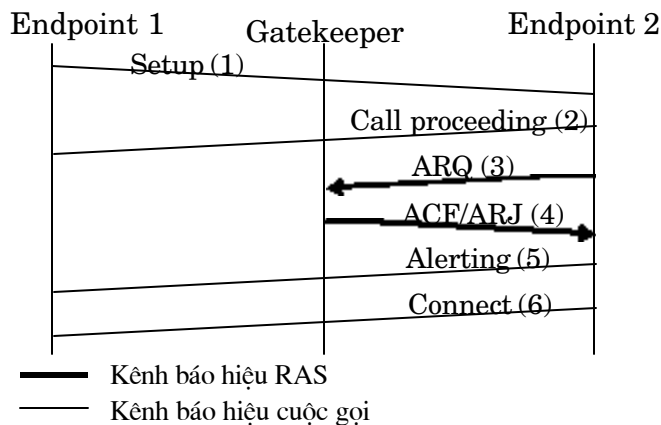 Endpoint 1 Gatekeeper Endpoint 2
Setup (1)
Call proceeding (2)
ARQ (3)
ACF/ARJ (4)
Alerting (5)
Connect (6)
Kênh báo hiệu RAS
Kênh báo hiệu cuộc gọi